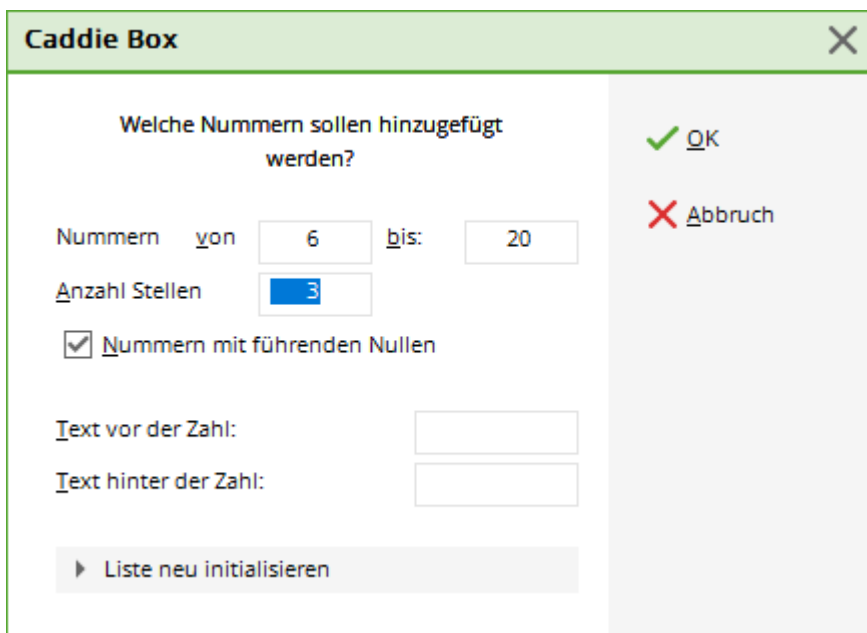 Caddie Box
Welche Nummern sollen hinzugefügt
werden?
Nummern von 6 bis: 20
Anzahl Stellen 3
Nummern mit führenden Nullen
Text vor der Zahl:
Text hinter der Zahl:
Liste neu initialisieren
OK
Abbruch